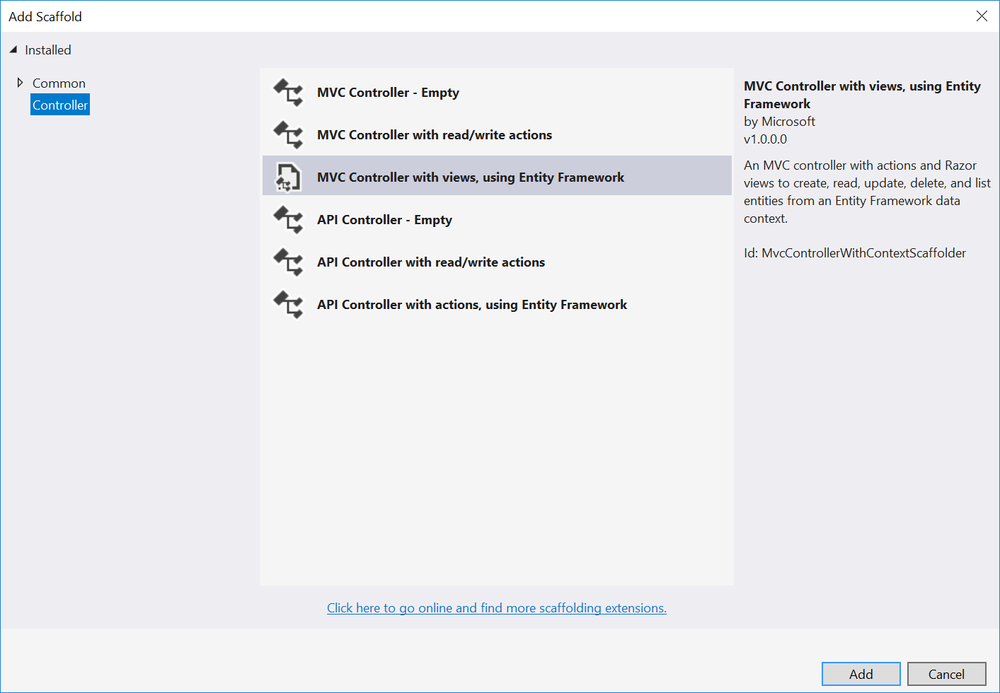 Add Scaffold
Installed
Common
Controller
MVC Controller - Empty
MVC Controller with read/write actions
MVC Controller with views, using Entity Framework
API Controller - Empty
API Controller with read/write actions
API Controller with actions, using Entity Framework
Click here to go online and find more scaffolding extensions.
MVC Controller with views, using Entity
Framework
by Microsoft
v1.0.0.0
An MVC controller with actions and Razor
views to create, read, update, delete, and list
entities from an Entity Framework data
context.
Id: MvcControllerWithContextScaffolder
Add
Cancel